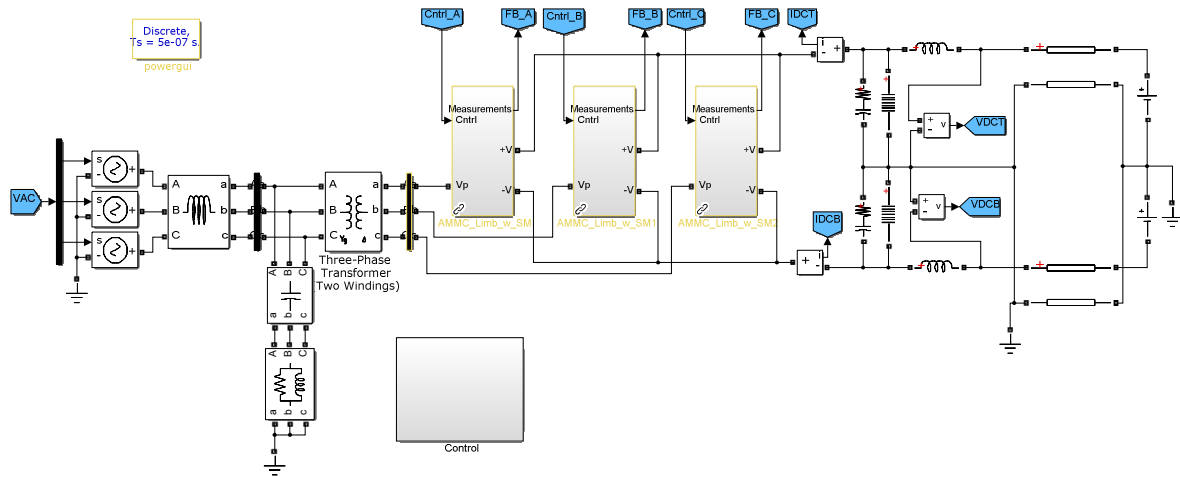 Cntrl_A
FB_A
Cntrl_B
FB_B
Cntrl_C
FB_C
IDCT
Discrete,
Ts = 5e-07 s.
powergui
i
-
+
Measurements
Cntrl
+V
-V
Vp
AMMC_Limb_w_SM
Measurements
Cntrl
+V
-V
Vp
AMMC_Limb_w_SM1
Measurements
Cntrl
+V
-V
Vp
AMMC_Limb_w_SM2
+
-
v
VDCT
+
-
v
VDCB
IDCB
i
+
-
VAC
s
-
+
s
-
+
s
-
+
A
B
C
a
b
c
A
B
C
a
b
c
Yg
Three-Phase
Transformer
Two Windings)
A
B
C
a
b
c
A
B
C
a
b
c
Control